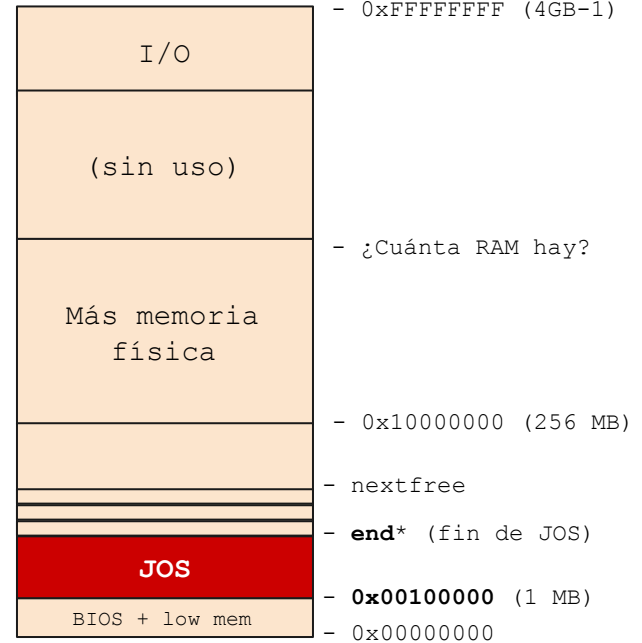 - 0xFFFFFFFF (4GB-1)
I/O
(sin uso)
- ¿Cuánta RAM hay?
Más memoria
física
- 0x10000000 (256 MB)
- nextfree
- end* (fin de JOS)
JOS
- 0x00100000 (1 MB)
BIOS + low mem
- 0x00000000